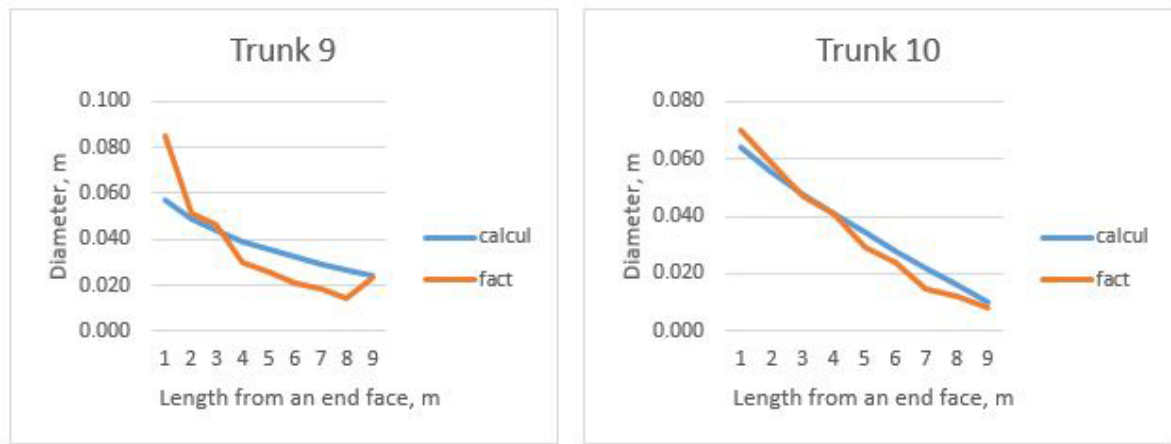 Trunk 9
0.100
0.080
0.060
0.040
0.020
0.000
Diameter, m
1 2 3 4 5 6 7 8 9
Length from an end face, m
calcul
fact
Trunk 10
0.080
0.060
0.040
0.020
0.000
Diameter, m
1 2 3 4 5 6 7 8 9
Length from an end face, m
calcul
fact